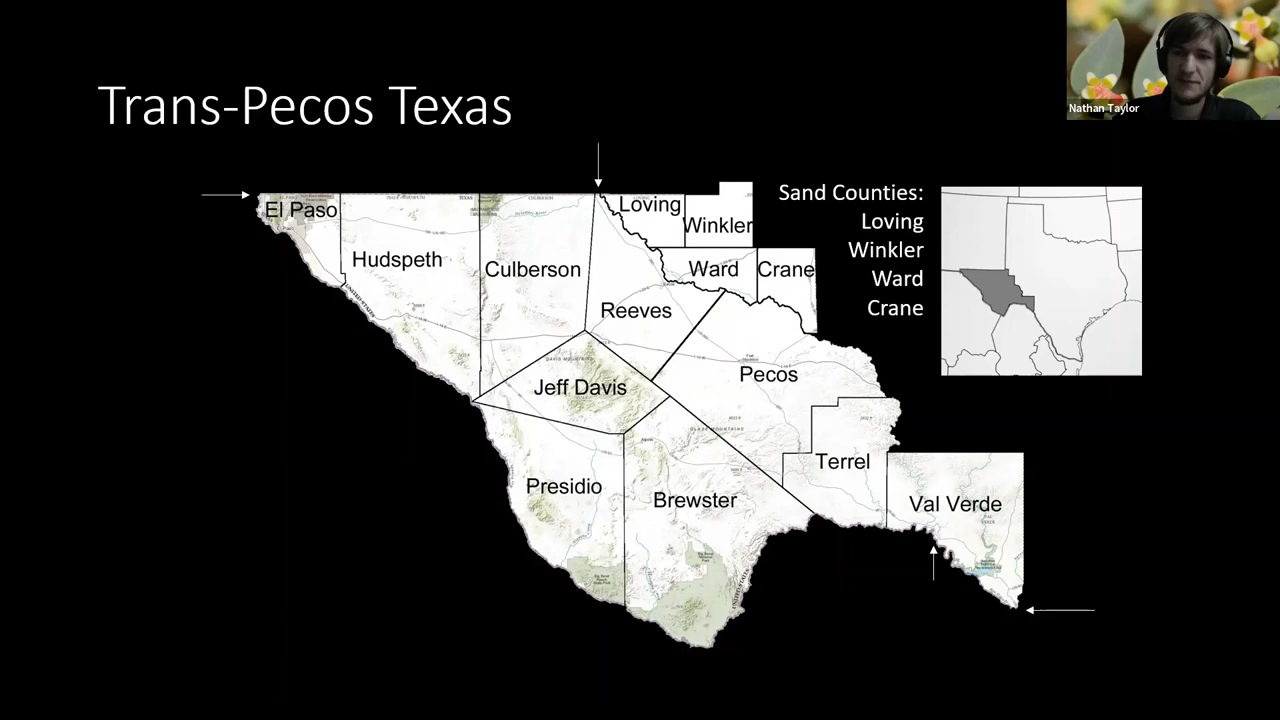 Trans-Pecos Texas
Nathan Taylor
El Paso
Hudspeth
Culberson
Loving
Winkler
Ward
Crane
Reeves
Jeff Davis
Pecos
Presidio
Brewster
Terrel
Val Verde
Sand Counties:
Loving
Winkler
Ward
Crane